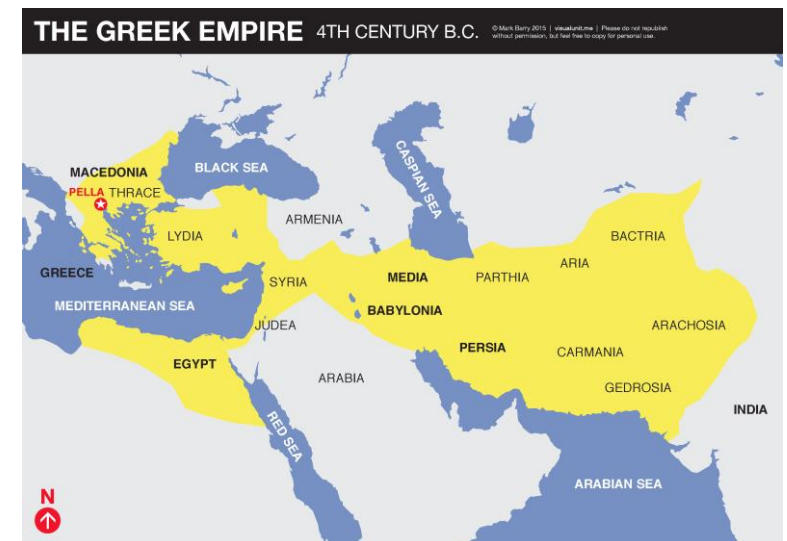 THE GREEK EMPIRE 4TH CENTURY B.C.
© Mark Barry 2015 | visualunit.me | Please do not republish
without permission, but feel free to copy for personal use.
BLACK SEA
CASPIAN SEA
MACEDONIA
PELLA THRACE
ARMENIA
LYDIA
BACTRIA
ARIA
GREECE
SYRIA
MEDIA
PARTHIA
MEDITERRANEAN SEA
BABYLONIA
JUDEA
ARACHOSIA
PERSIA
CARMANIA
EGYPT
ARABIA
GEDROSIA
INDIA
RED SEA
ARABIAN SEA
N